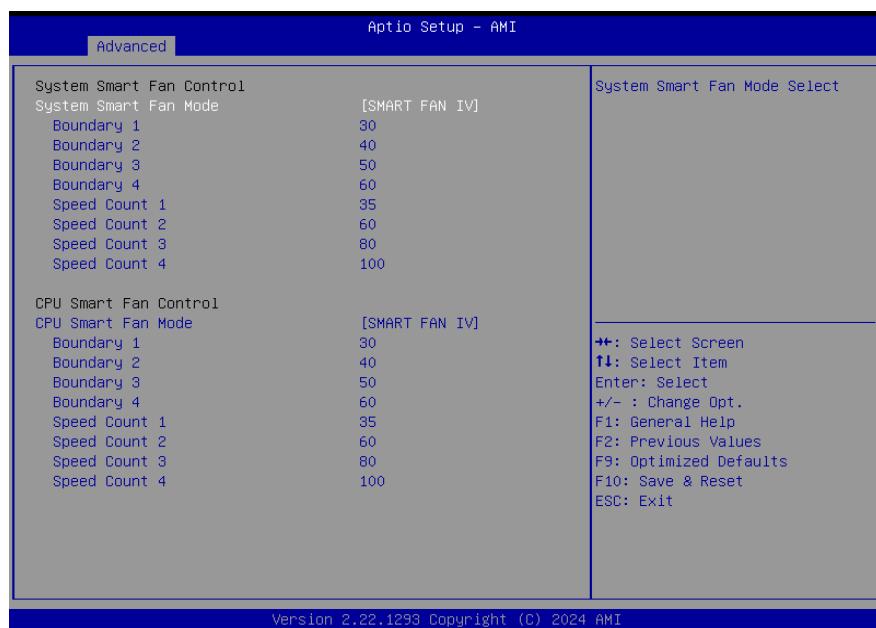 Aptio Setup – AMI
Advanced
System Smart Fan Control
System Smart Fan Mode [SMART FAN IV]
Boundary 1 30
Boundary 2 40
Boundary 3 50
Boundary 4 60
Speed Count 1 35
Speed Count 2 60
Speed Count 3 80
Speed Count 4 100
CPU Smart Fan Control
CPU Smart Fan Mode [SMART FAN IV]
Boundary 1 30
Boundary 2 40
Boundary 3 50
Boundary 4 60
Speed Count 1 35
Speed Count 2 60
Speed Count 3 80
Speed Count 4 100
System Smart Fan Mode Select
→←: Select Screen
↑↓: Select Item
Enter: Select
+/- : Change Opt.
F1: General Help
F2: Previous Values
F9: Optimized Defaults
F10: Save & Reset
ESC: Exit
Version 2.22.1293 Copyright (C) 2024 AMI